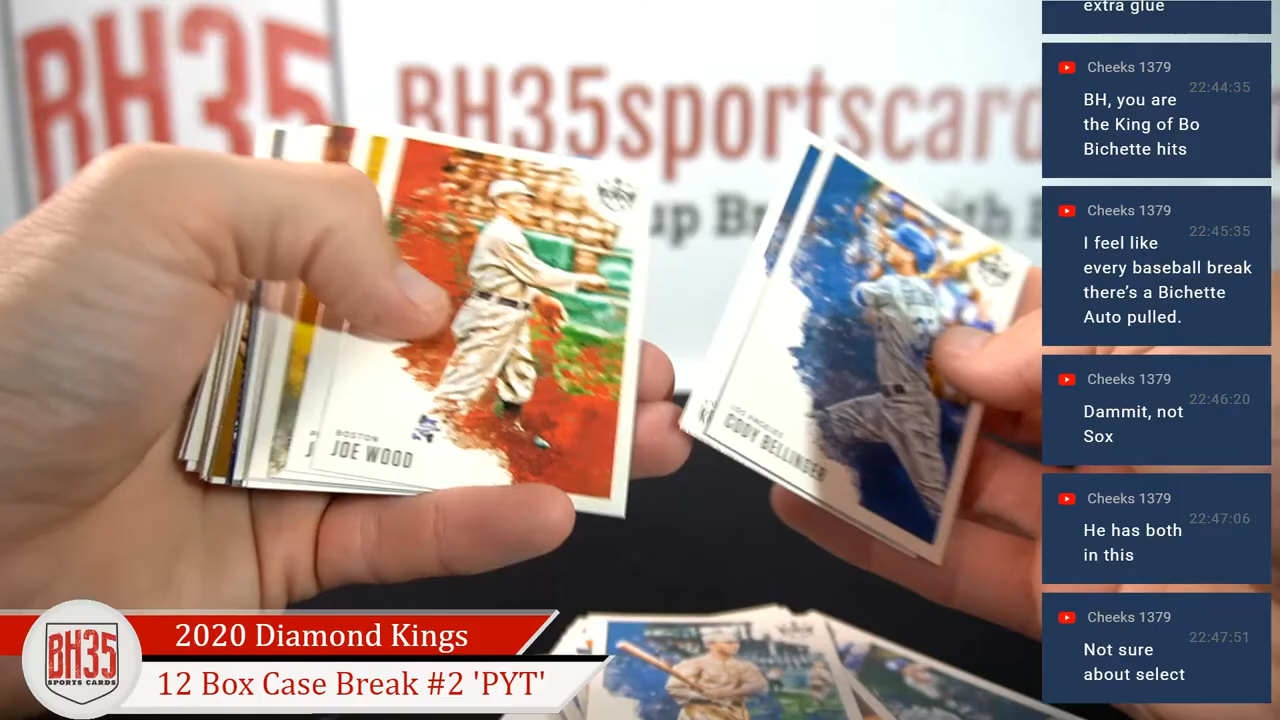 BH35
BH35sportscard
up Br with
BOSTON
JOE WOOD
LOS ANGELES
CODY BELLINGER
BH35
SPORTS CARDS
2020 Diamond Kings
12 Box Case Break #2 'PYT'
extra glue
Cheeks 1379
22:44:35
BH, you are
the King of Bo
Bichette hits
Cheeks 1379
22:45:35
I feel like
every baseball break
there's a Bichette
Auto pulled.
Cheeks 1379
22:46:20
Dammit, not
Sox
Cheeks 1379
22:47:06
He has both
in this
Cheeks 1379
22:47:51
Not sure
about select